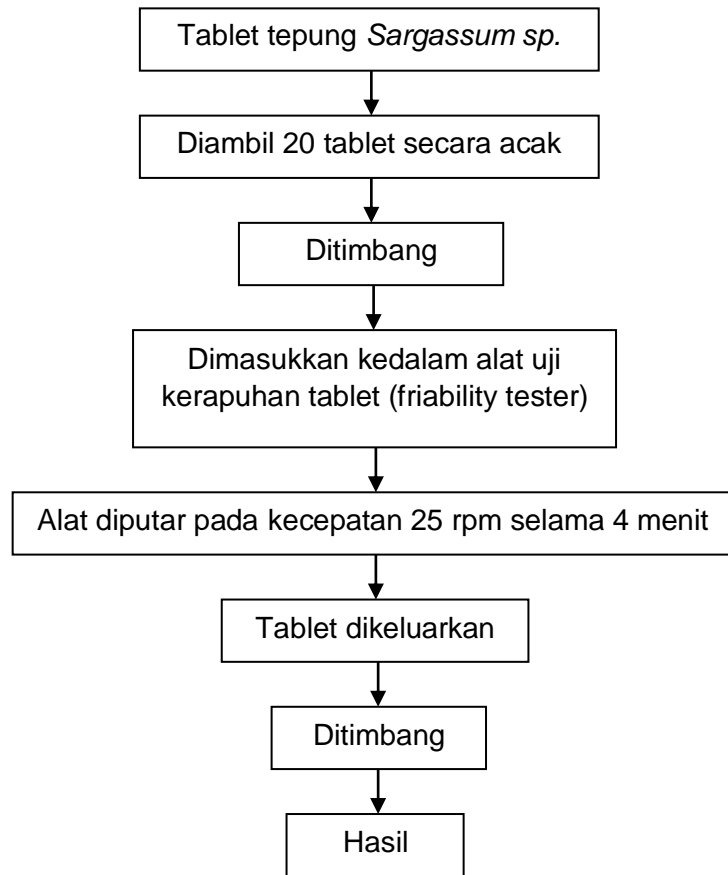 Tablet tepung Sargassum sp.
Diambil 20 tablet secara acak
Ditimbang
Dimasukkan kedalam alat uji
kerapuhan tablet (friability tester)
Alat diputar pada kecepatan 25 rpm selama 4 menit
Tablet dikeluarkan
Ditimbang
Hasil